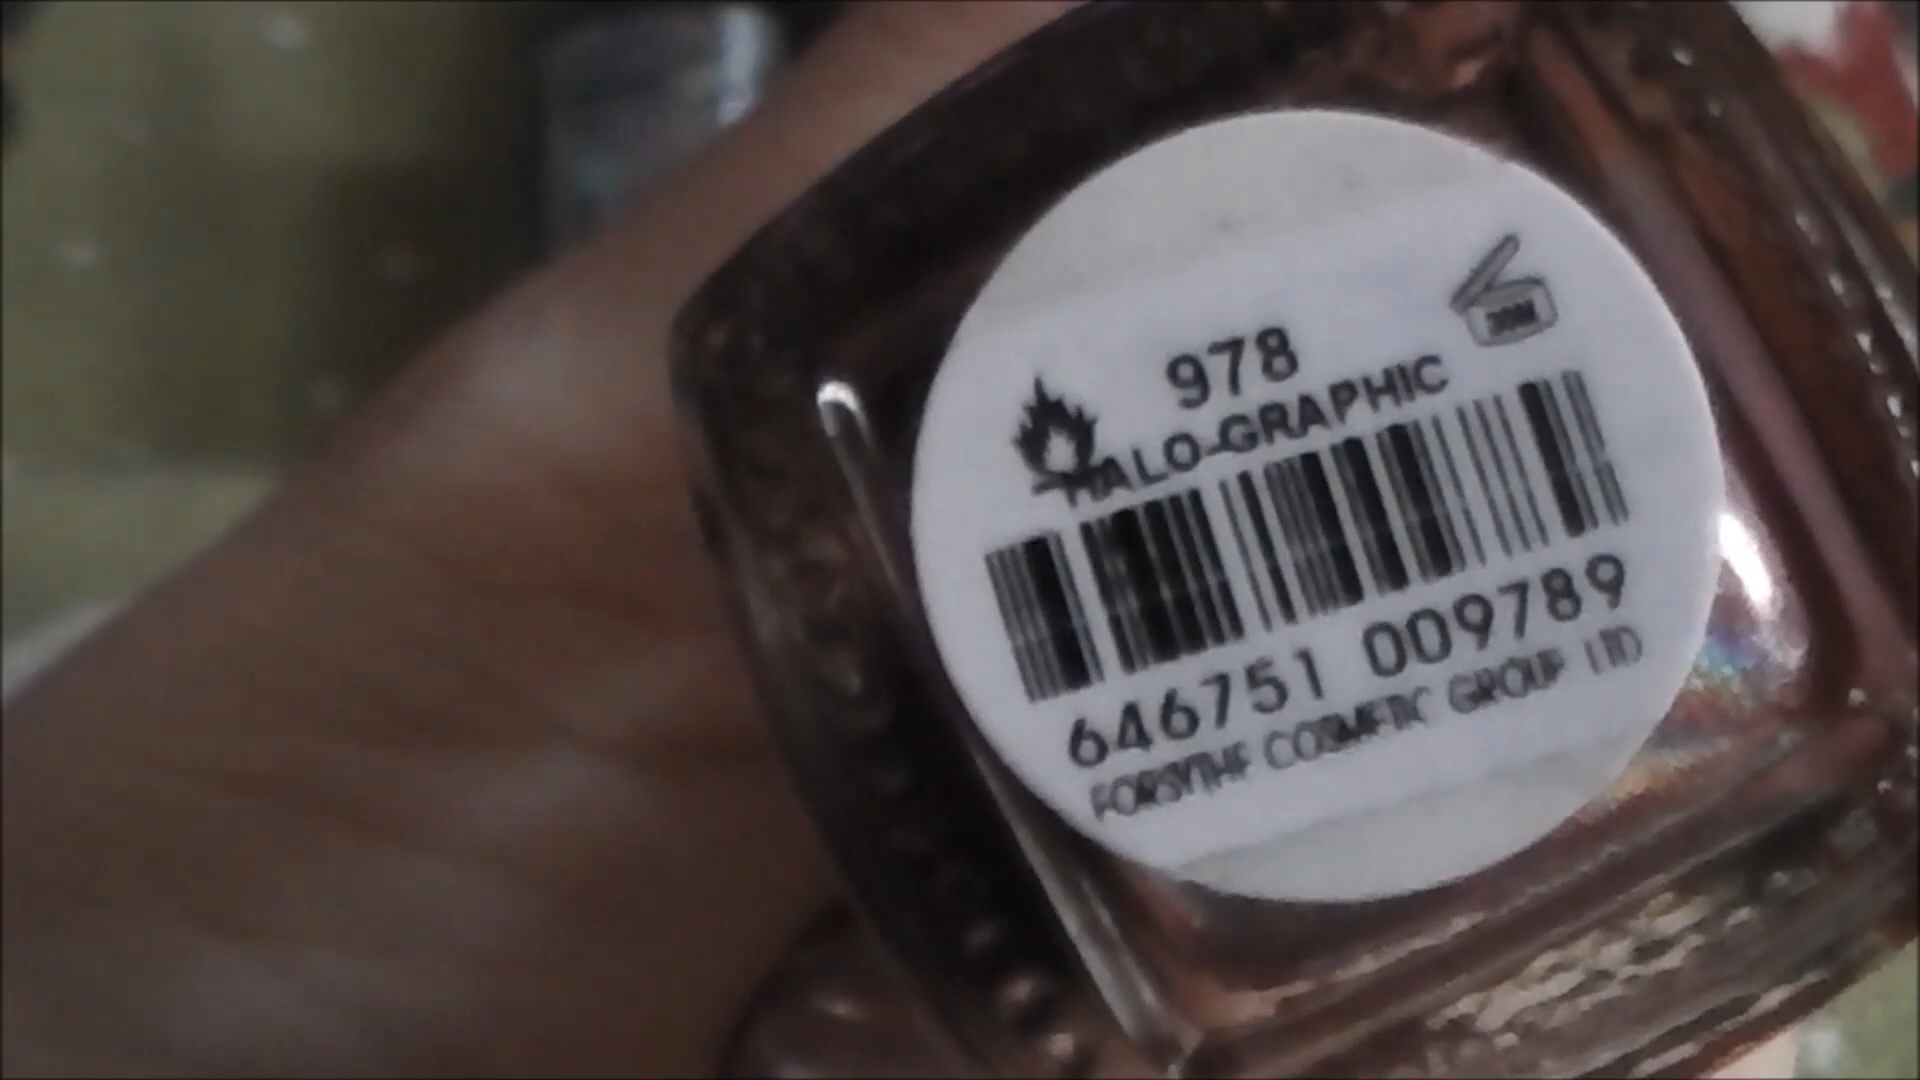 978
HALO-GRAPHIC
646751 009789
FORSYTHE COSMETIC GROUP LTD